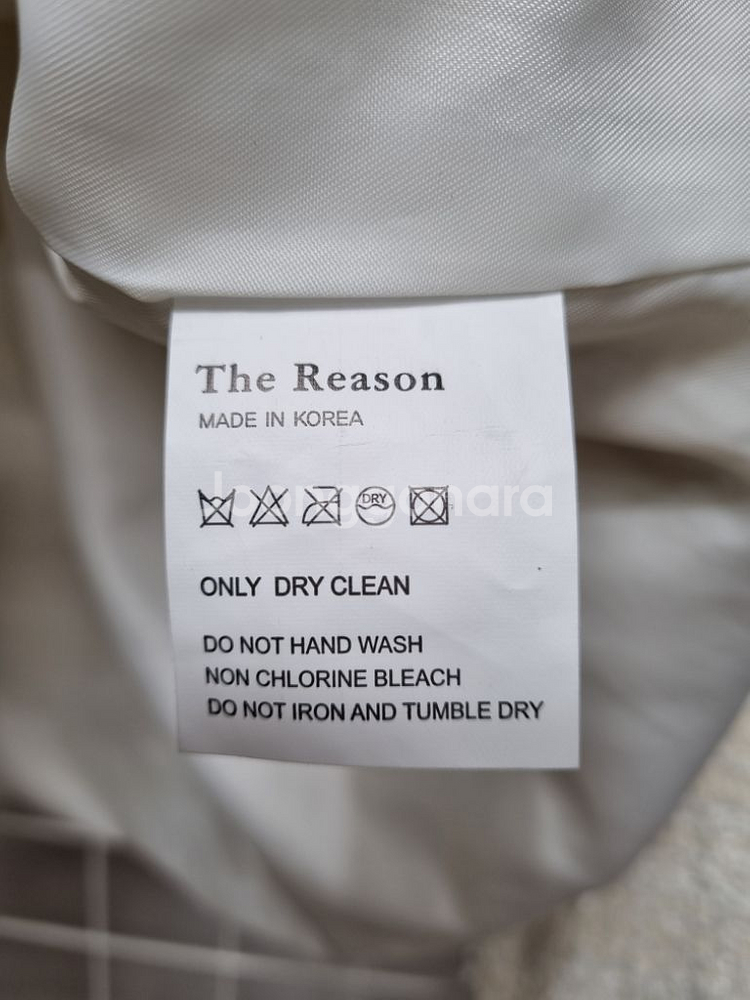 The Reason
MADE IN KOREA
DRY
ONLY DRY CLEAN
DO NOT HAND WASH
NON CHLORINE BLEACH
DO NOT IRON AND TUMBLE DRY